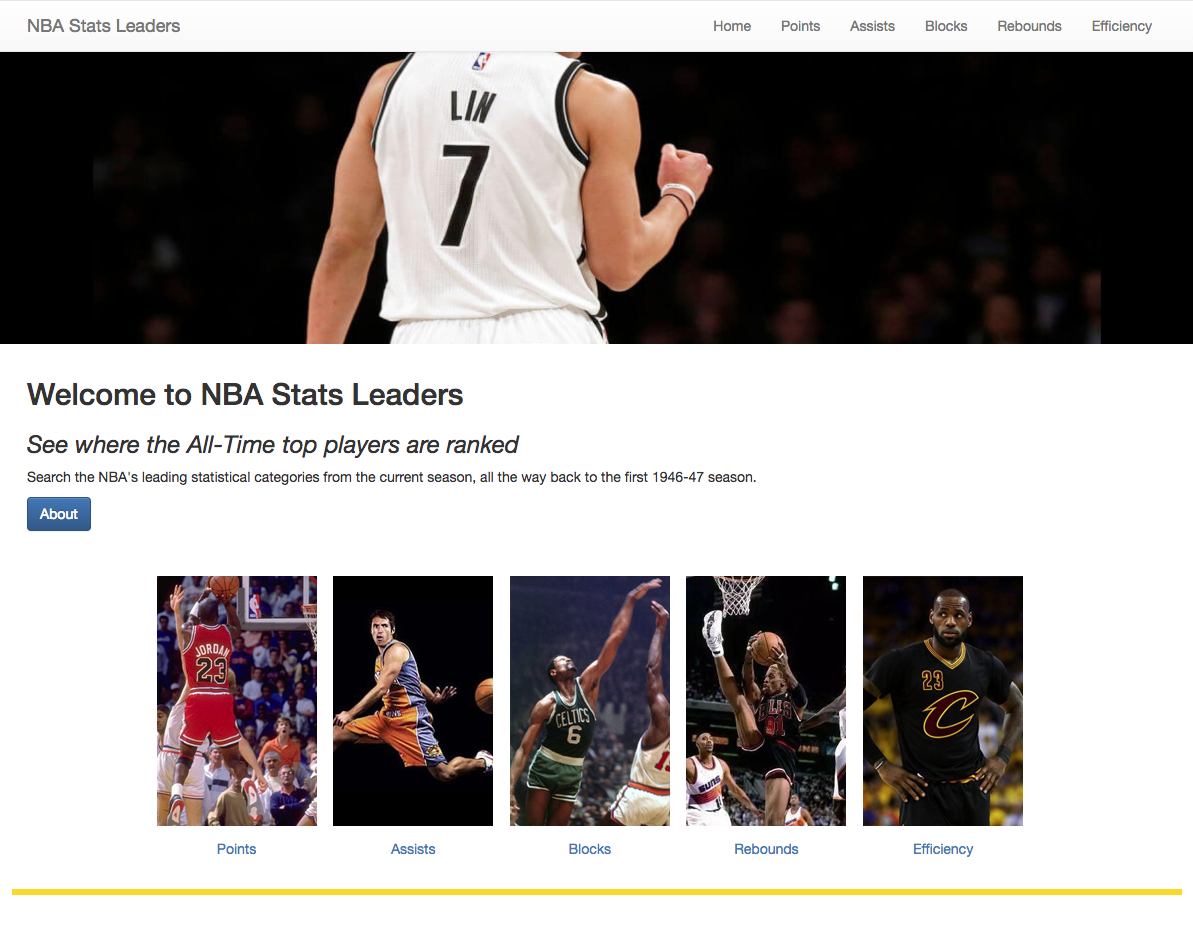 NBA Stats Leaders
Home
Points
Assists
Blocks
Rebounds
Efficiency
LIN
7
Welcome to NBA Stats Leaders
See where the All-Time top players are ranked
Search the NBA's leading statistical categories from the current season, all the way back to the first 1946-47 season.
About
JORDAN
23
SUNS
CELTICS
6
BULLS
91
SUNS
23
C
Points
Assists
Blocks
Rebounds
Efficiency